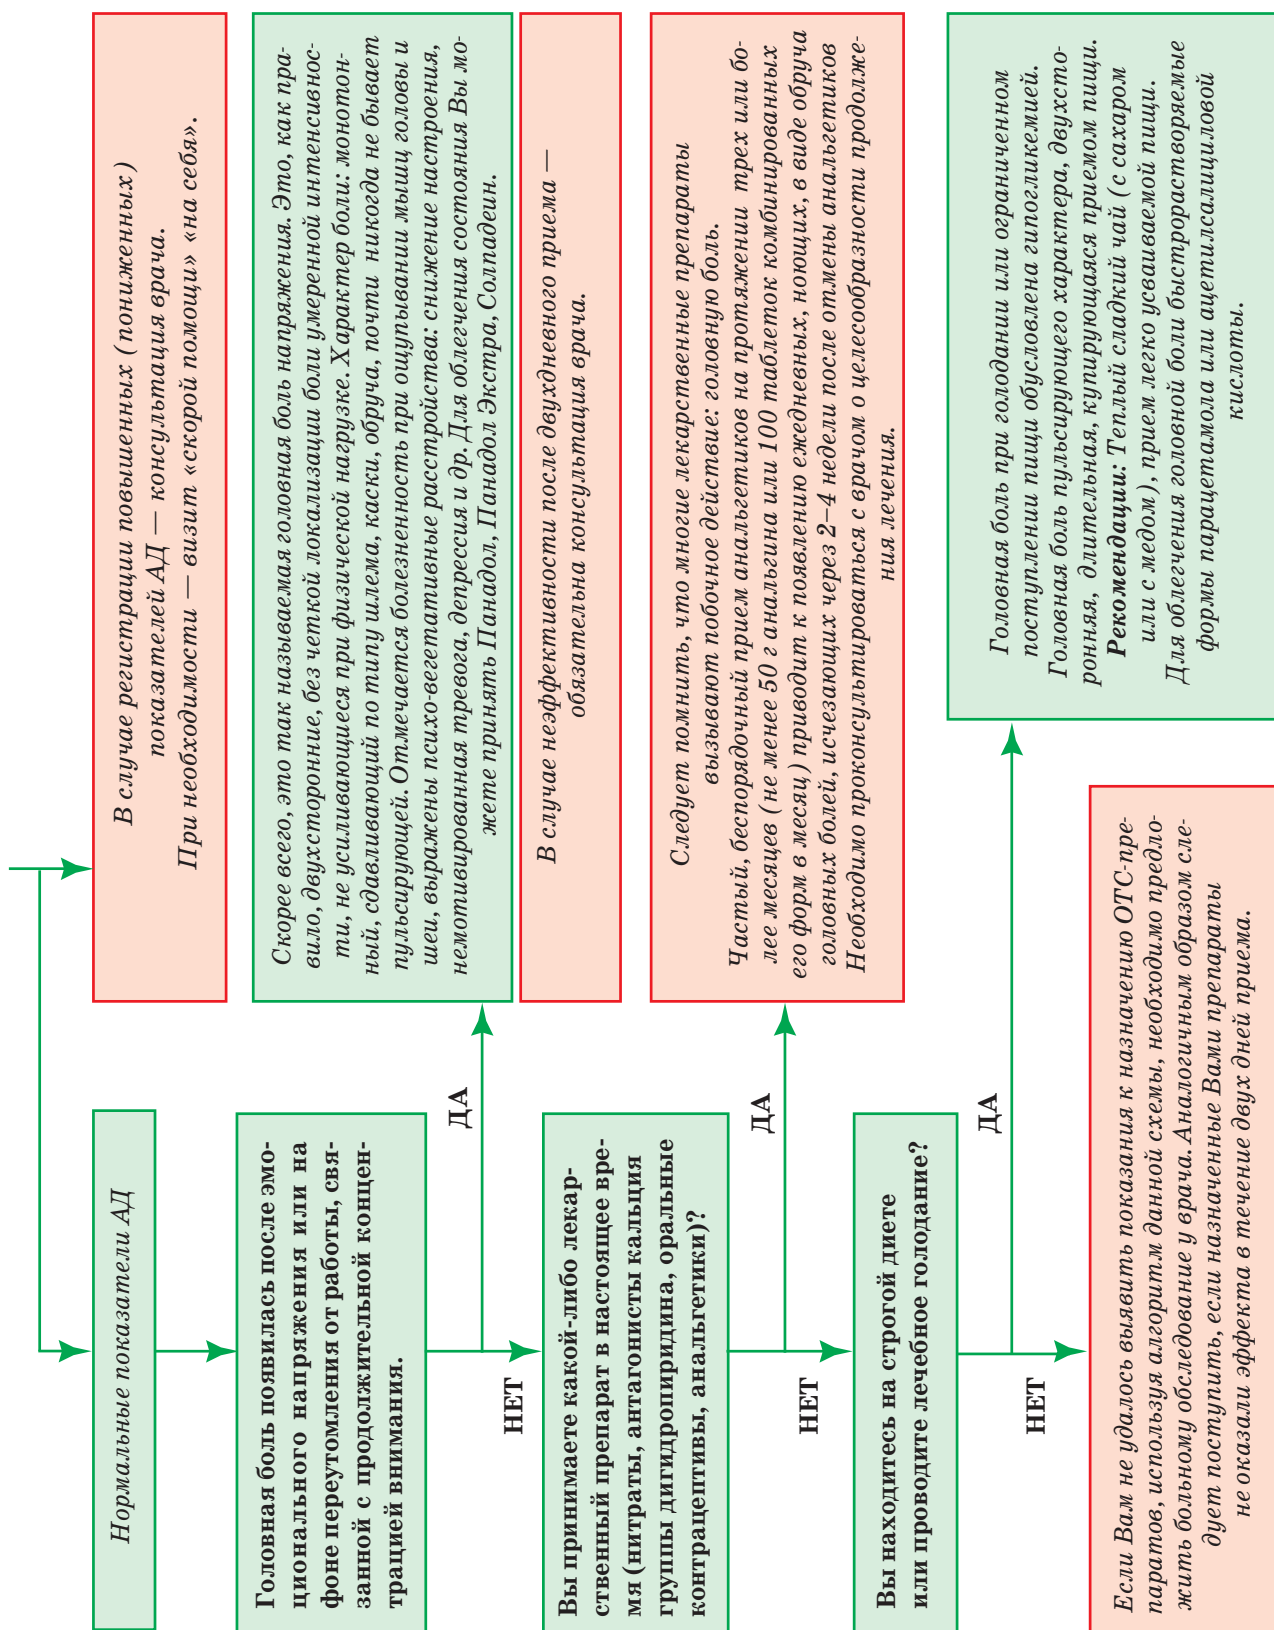 Нормальные показатели АД
В случае регистрации повышенных (пониженных)
показателей АД — консультация врача.
При необходимости — визит «скорой помощи» «на себя».
Головная боль появилась после эмо-
ционального напряжения или на
фоне переутомления от работы, свя-
занной с продолжительной концен-
трацией внимания.
ДА
Скорее всего, это так называемая головная боль напряжения. Это, как пра-
вило, двухсторонние, без четкой локализации боли умеренной интенсивнос-
ти, не усиливающиеся при физической нагрузке. Характер боли: монотон-
ный, сдавливающий по типу шлема, каски, обруча, почти никогда не бывает
пульсирующей. Отмечается болезненность при ощупывании мышц головы и
шеи, выражены психо-вегетативные расстройства: снижение настроения,
немотивированная тревога, депрессия и др. Для облегчения состояния Вы мо-
жете принять Панадол, Панадол Экстра, Солпадеин.
В случае неэффективности после двухдневного приема —
обязательна консультация врача.
НЕТ
Вы принимаете какой-либо лекар-
ственный препарат в настоящее вре-
мя (нитраты, антагонисты кальция
группы дигидропиридина, оральные
контрацептивы, анальгетики)?
ДА
Следует помнить, что многие лекарственные препараты
вызывают побочное действие: головную боль.
Частый, беспорядочный прием анальгетиков на протяжении трех или бо-
лее месяцев (не менее 50 г анальгина или 100 таблеток комбинированных
его форм в месяц) приводит к появлению ежедневных, ноющих, в виде обруча
головных болей, исчезающих через 2–4 недели после отмены анальгетиков
Необходимо проконсультироваться с врачом о целесообразности продолже-
ния лечения.
НЕТ
Вы находитесь на строгой диете
или проводите лечебное голодание?
ДА
Головная боль при голодании или ограниченном
поступлении пищи обусловлена гипогликемией.
Головная боль пульсирующего характера, двухсто-
ронняя, длительная, купирующаяся приемом пищи.
Рекомендации: Теплый сладкий чай (с сахаром
или с медом), прием легко усваиваемой пищи.
Для облегчения головной боли быстрорастворяемые
формы парацетамола или ацетилсалициловой
кислоты.
НЕТ
Если Вам не удалось выявить показания к назначению ОТС-пре-
паратов, используя алгоритм данной схемы, необходимо предло-
жить больному обследование у врача. Аналогичным образом сле-
дует поступить, если назначенные Вами препараты
не оказали эффекта в течение двух дней приема.